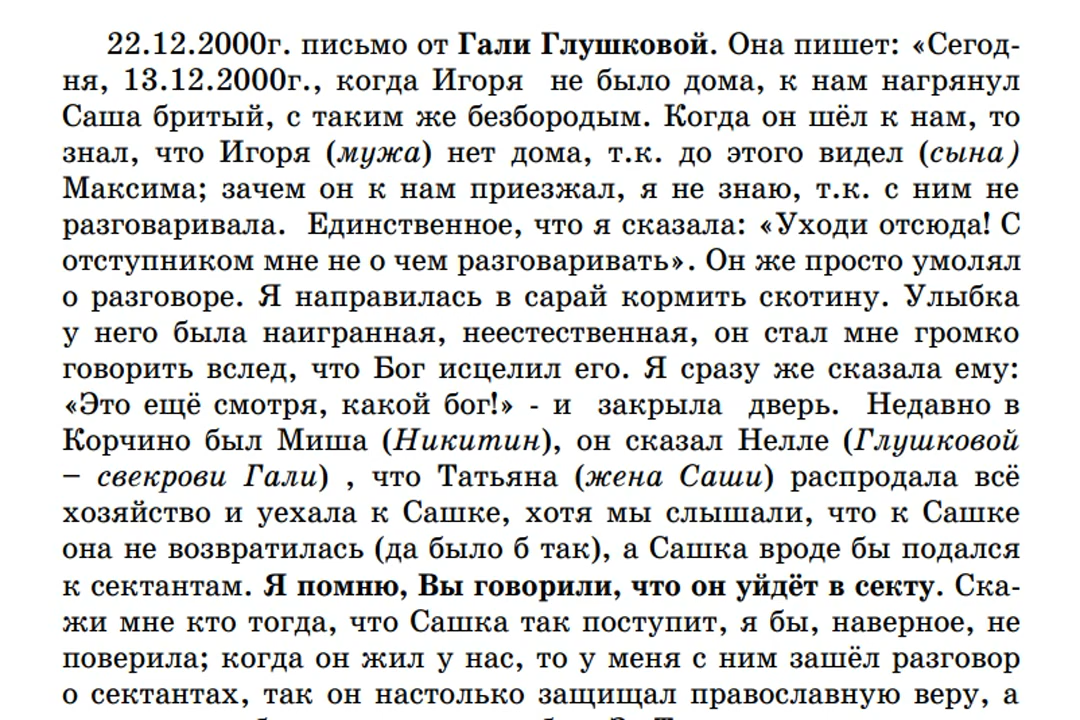 22.12.2000г. письмо от Гали Глушковой. Она пишет: «Сегод-
ня, 13.12.2000г., когда Игоря не было дома, к нам нагрянул
Саша бритый, с таким же безбородым. Когда он шёл к нам, то
знал, что Игоря (мужа) нет дома, т.к. до этого видел (сына)
Максима; зачем он к нам приезжал, я не знаю, т.к. с ним не
разговаривала. Единственное, что я сказала: «Уходи отсюда! С
отступником мне не о чем разговаривать». Он же просто умолял
о разговоре. Я направилась в сарай кормить скотину. Улыбка
у него была наигранная, неестественная, он стал мне громко
говорить вслед, что Бог исцелил его. Я сразу же сказала ему:
«Это ещё смотря, какой бог!» - и закрыла дверь. Недавно в
Корчино был Миша (Никитин), он сказал Нелле (Глушковой
– свекрови Гали) , что Татьяна (жена Саши) распродала всё
хозяйство и уехала к Сашке, хотя мы слышали, что к Сашке
она не возвратилась (да было б так), а Сашка вроде бы подался
к сектантам. Я помню, Вы говорили, что он уйдёт в секту. Ска-
жи мне кто тогда, что Сашка так поступит, я бы, наверное, не
поверила; когда он жил у нас, то у меня с ним зашёл разговор
о сектантах, так он настолько защищал православную веру, а